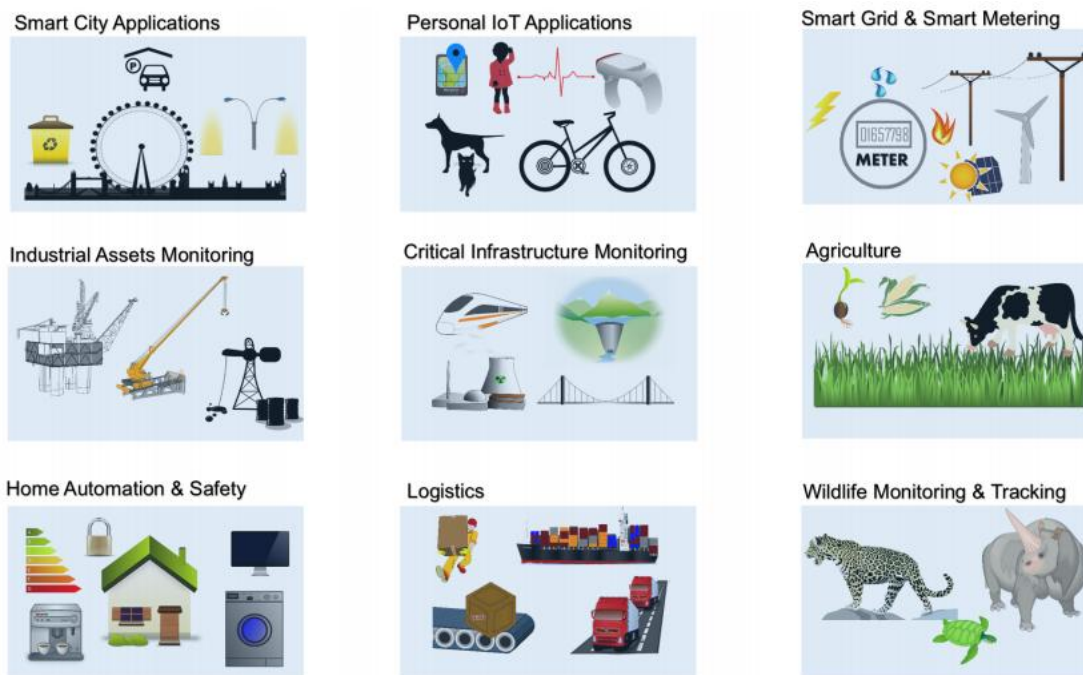 Smart City Applications
Personal IoT Applications
Smart Grid & Smart Metering
P
01657798
METER
Industrial Assets Monitoring
Critical Infrastructure Monitoring
Agriculture
Home Automation & Safety
Logistics
Wildlife Monitoring & Tracking